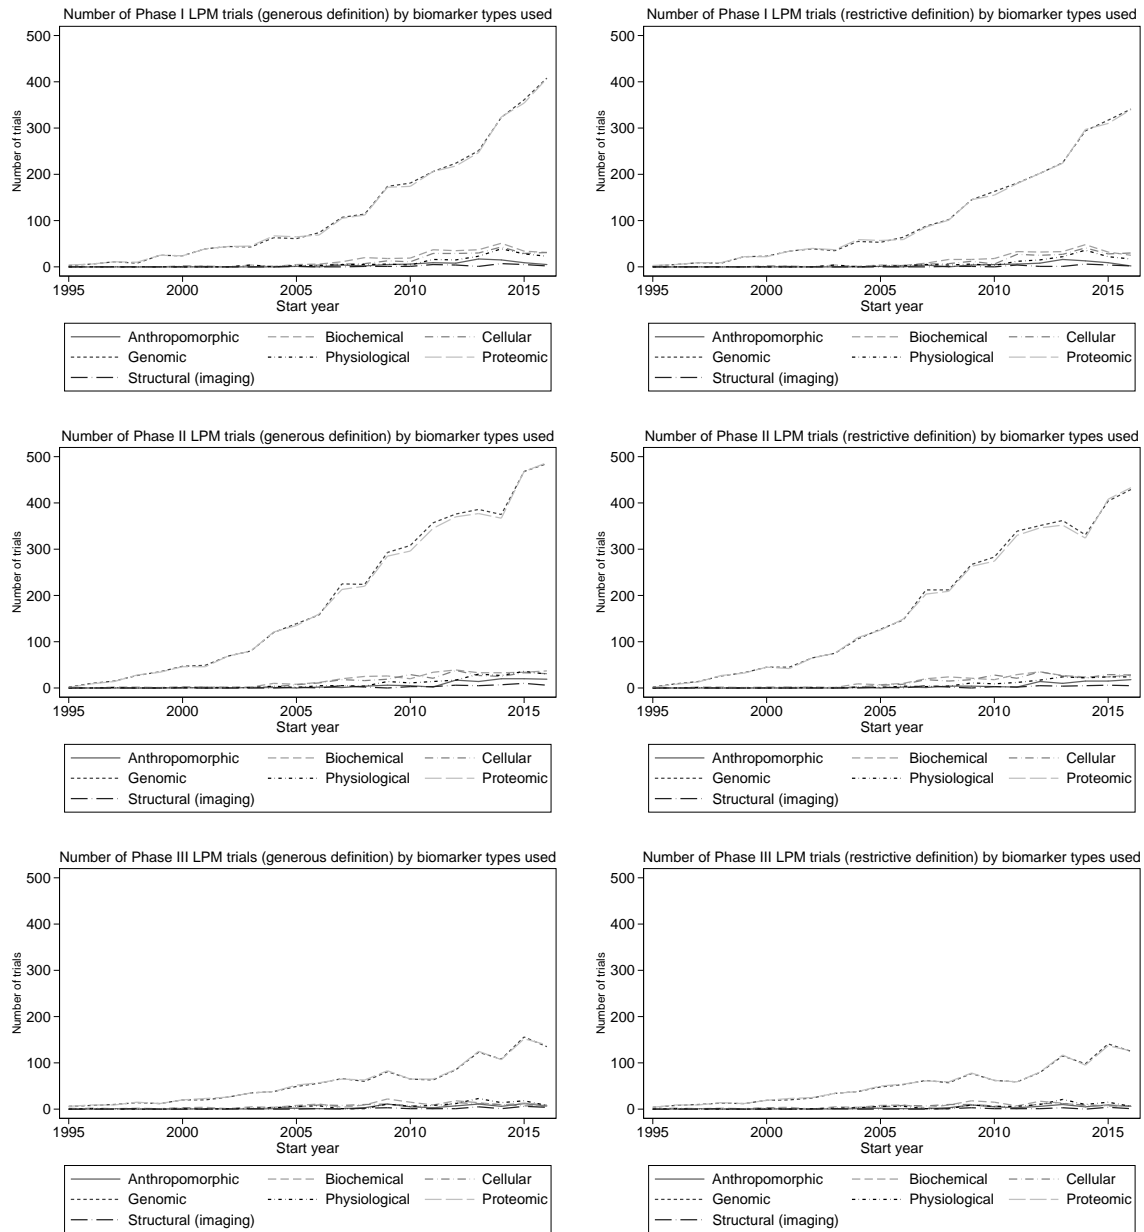 Number of Phase I LPM trials (generous definition) by biomarker types used
Number of trials
500
400
300
200
100
0
1995 2000 2005 2010 2015
Start year
Anthropomorphic Biochemical Cellular
Genomic Physiological Proteomic
Structural (imaging)
Number of Phase I LPM trials (restrictive definition) by biomarker types used
Number of trials
500
400
300
200
100
0
1995 2000 2005 2010 2015
Start year
Anthropomorphic Biochemical Cellular
Genomic Physiological Proteomic
Structural (imaging)
Number of Phase II LPM trials (generous definition) by biomarker types used
Number of trials
500
400
300
200
100
0
1995 2000 2005 2010 2015
Start year
Anthropomorphic Biochemical Cellular
Genomic Physiological Proteomic
Structural (imaging)
Number of Phase II LPM trials (restrictive definition) by biomarker types used
Number of trials
500
400
300
200
100
0
1995 2000 2005 2010 2015
Start year
Anthropomorphic Biochemical Cellular
Genomic Physiological Proteomic
Structural (imaging)
Number of Phase III LPM trials (generous definition) by biomarker types used
Number of trials
500
400
300
200
100
0
1995 2000 2005 2010 2015
Start year
Anthropomorphic Biochemical Cellular
Genomic Physiological Proteomic
Structural (imaging)
Number of Phase III LPM trials (restrictive definition) by biomarker types used
Number of trials
500
400
300
200
100
0
1995 2000 2005 2010 2015
Start year
Anthropomorphic Biochemical Cellular
Genomic Physiological Proteomic
Structural (imaging)